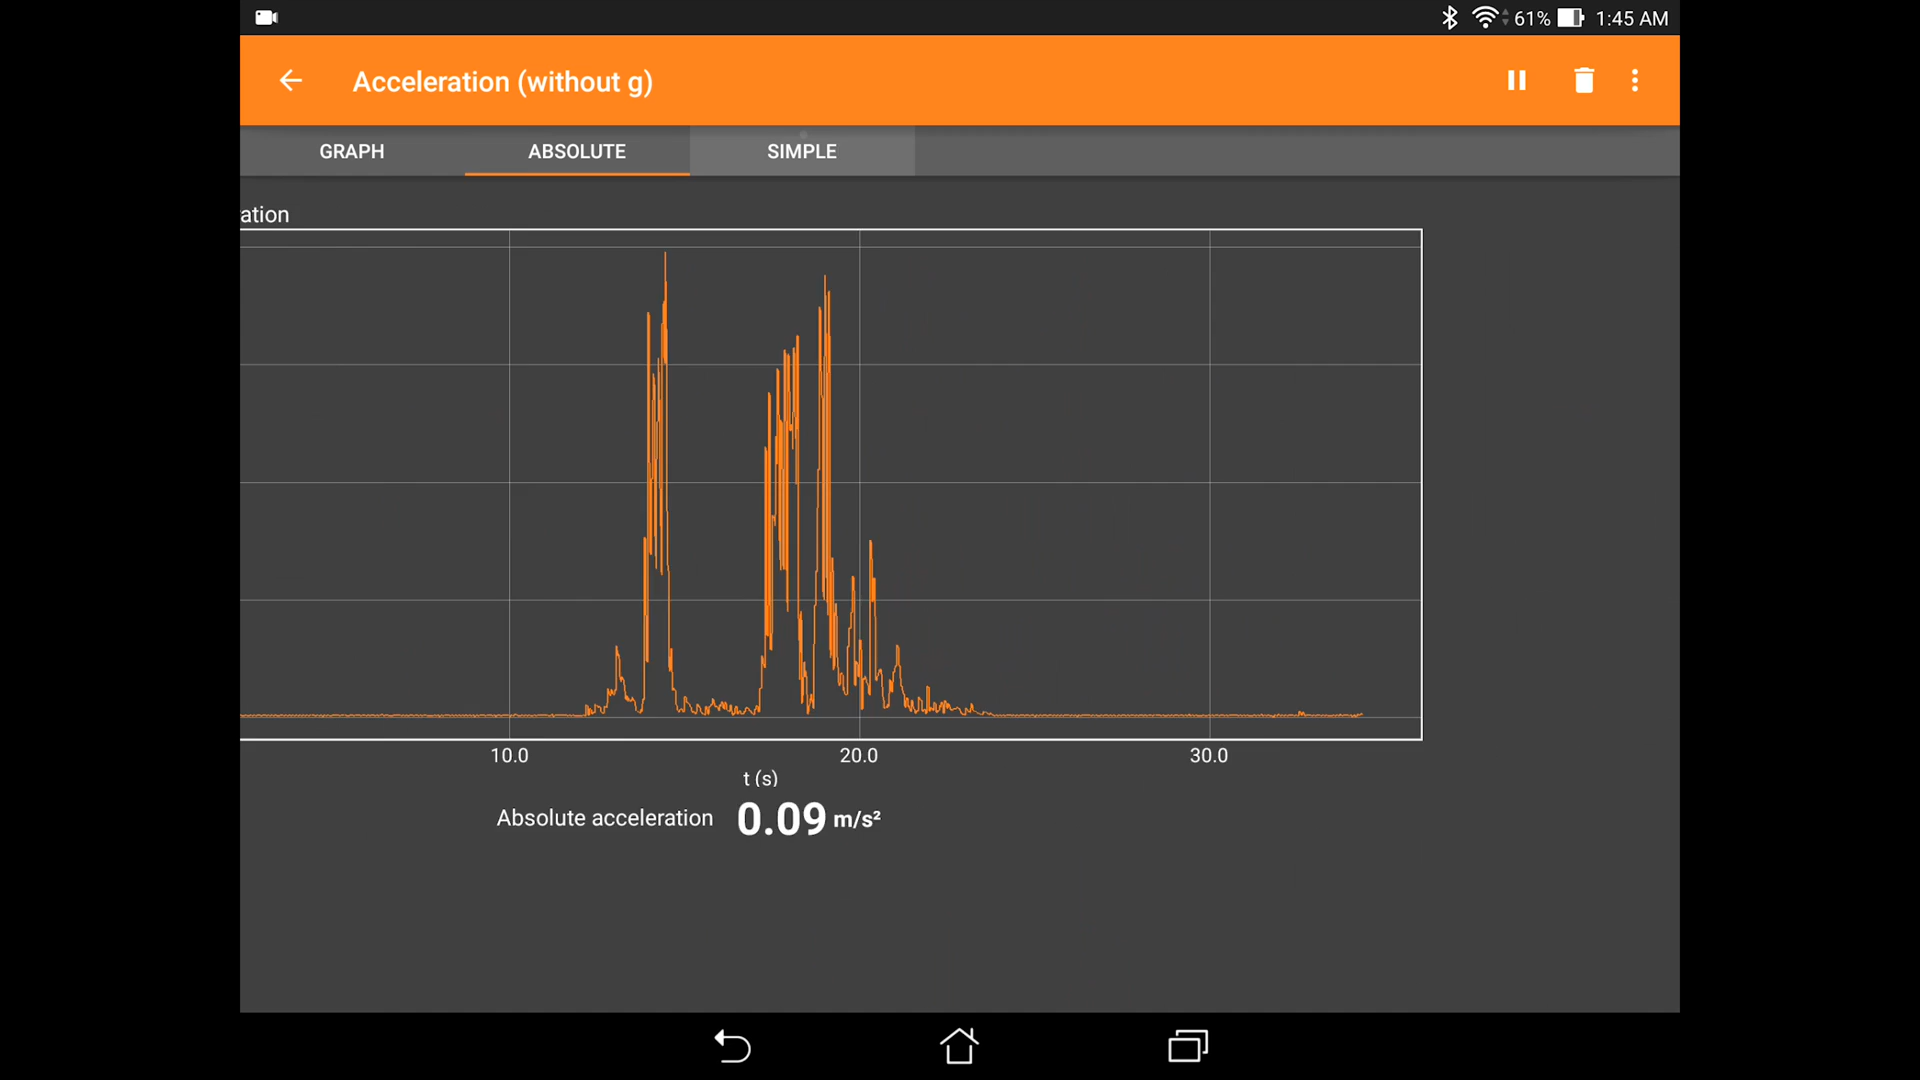 61% 1:45 AM
Acceleration (without g)
GRAPH ABSOLUTE SIMPLE
ation
10.0 20.0 30.0
t (s)
Absolute acceleration 0.09 m/s²